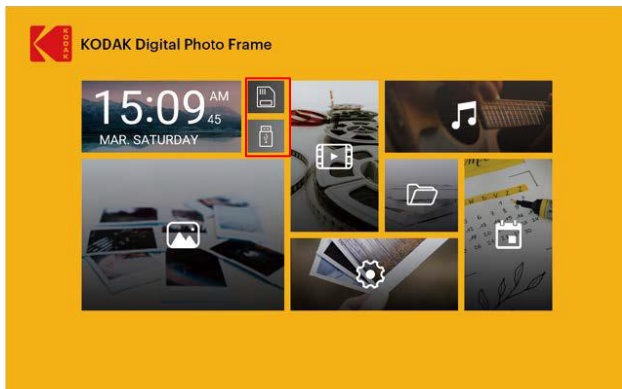 KODAK
KODAK Digital Photo Frame
15:09 AM
45
MAR. SATURDAY